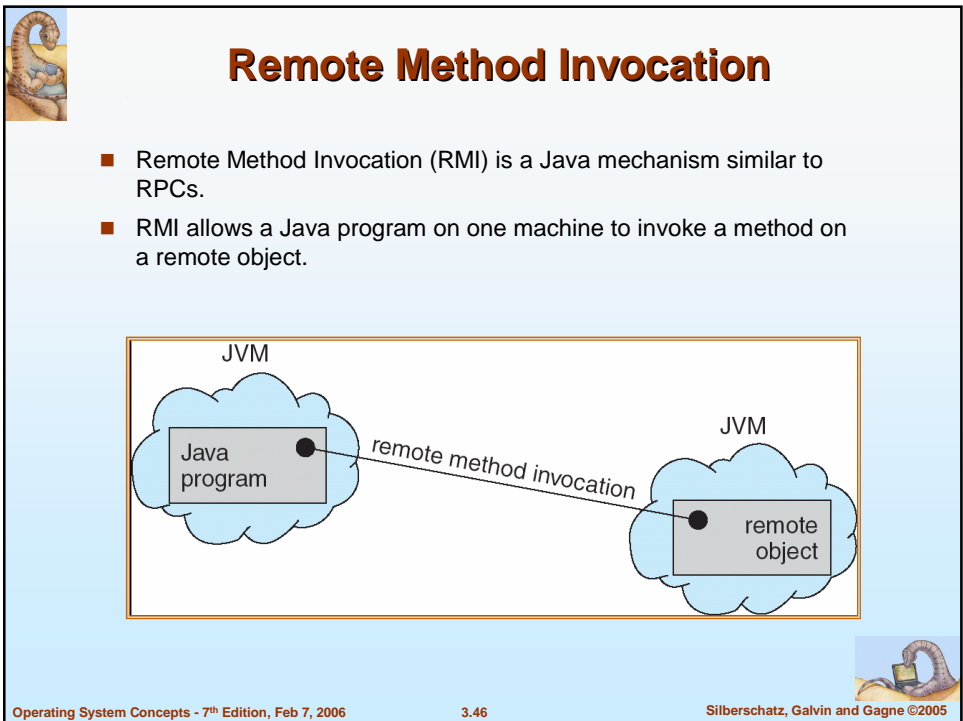 Remote Method Invocation
Remote Method Invocation (RMI) is a Java mechanism similar to
RPCs.
RMI allows a Java program on one machine to invoke a method on
a remote object.
JVM
Java
program
remote method invocation
JVM
remote
object
Operating System Concepts - 7th Edition, Feb 7, 2006
3.46
Silberschatz, Galvin and Gagne ©2005